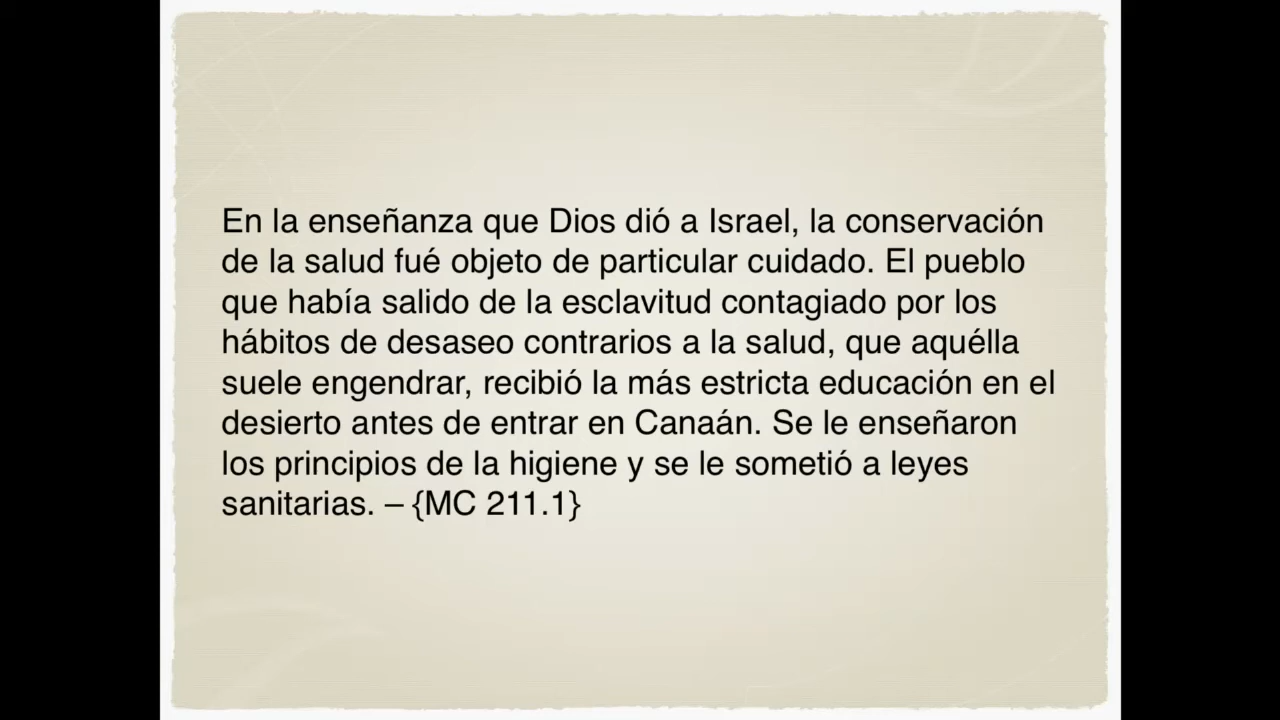 En la enseñanza que Dios dió a Israel, la conservación
de la salud fué objeto de particular cuidado. El pueblo
que había salido de la esclavitud contagiado por los
hábitos de desaseo contrarios a la salud, que aquélla
suele engendrar, recibió la más estricta educación en el
desierto antes de entrar en Canaán. Se le enseñaron
los principios de la higiene y se le sometió a leyes
sanitarias. – {MC 211.1}